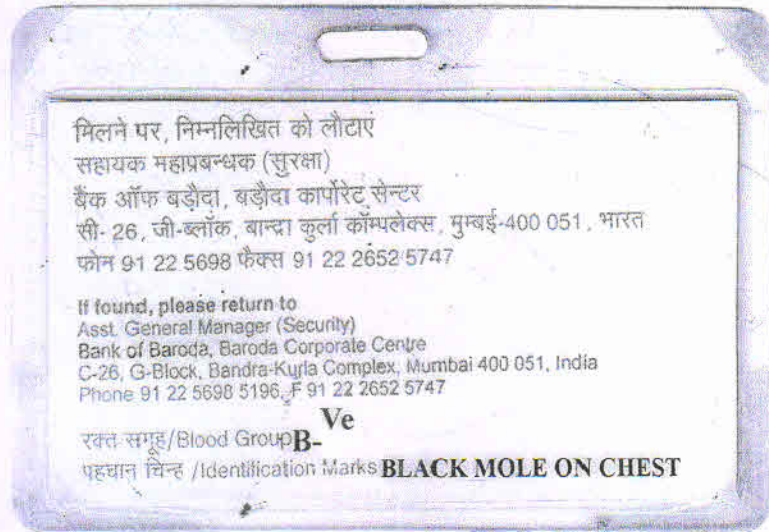 मिलने पर, निम्नलिखित को लौटाएं
सहायक महाप्रबन्धक (सुरक्षा)
बैंक ऑफ बड़ौदा, बड़ौदा कार्पोरेट सेन्टर
सी- 26, जी-ब्लॉक, बान्द्रा कुर्ला कॉम्पलेक्स, मुम्बई-400 051, भारत
फोन 91 22 5698 फैक्स 91 22 2652 5747
If found, please return to
Asst. General Manager (Security)
Bank of Baroda, Baroda Corporate Centre
C-26, G-Block, Bandra-Kurla Complex, Mumbai 400 051, India
Phone 91 22 5698 5196, F 91 22 2652 5747
रक्त समूह/Blood Group B-Ve
पहचान चिन्ह /Identification Marks BLACK MOLE ON CHEST